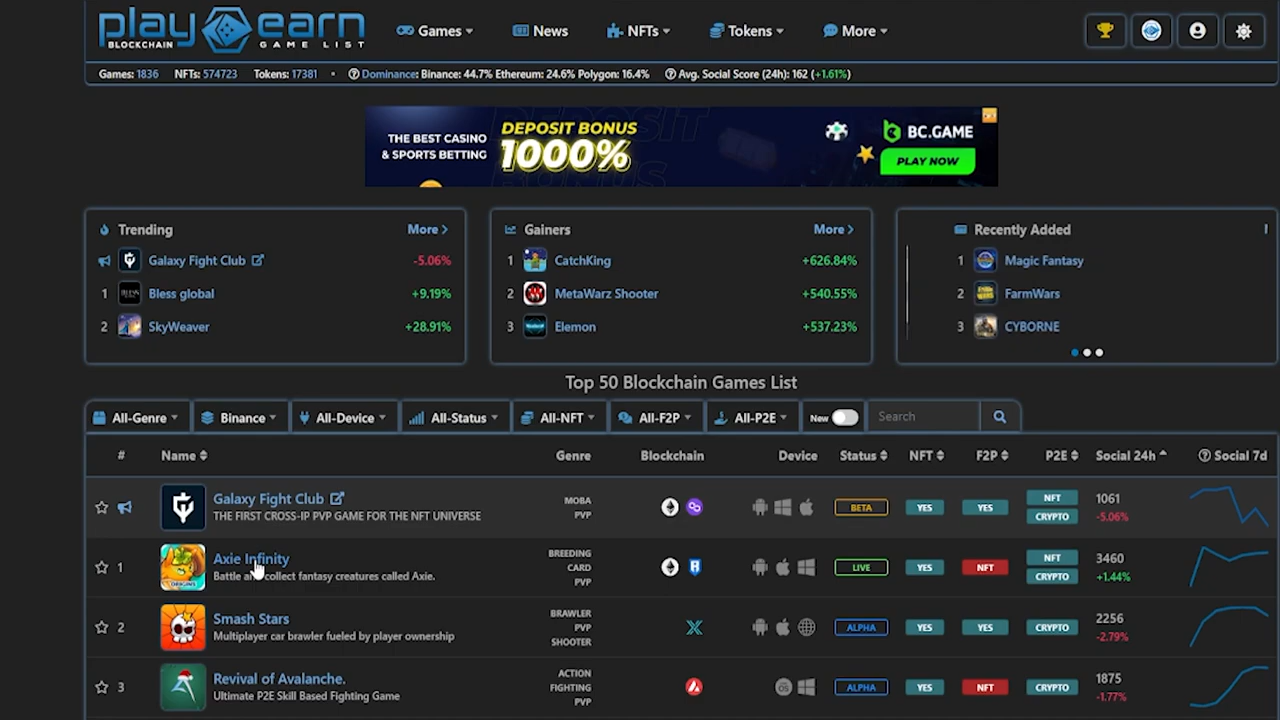 play earn
BLOCKCHAIN GAME LIST
Games
News
NFTs
Tokens
More
Games: 1836 NFTs: 574723 Tokens: 17381 • Dominance: Binance: 44.7% Ethereum: 24.6% Polygon: 16.4% Avg. Social Score (24h): 162 (+1.61%)
THE BEST CASINO
& SPORTS BETTING
DEPOSIT BONUS
1000%
BC.GAME
PLAY NOW
Trending More
Galaxy Fight Club -5.06%
1 Bless global +9.19%
2 SkyWeaver +28.91%
Gainers More
1 CatchKing +626.84%
2 MetaWarz Shooter +540.55%
3 Elemon +537.23%
Recently Added
1 Magic Fantasy
2 FarmWars
3 CYBORNE
Top 50 Blockchain Games List
All-Genre Binance All-Device All-Status All-NFT All-F2P All-P2E New Search
# Name Genre Blockchain Device Status NFT F2P P2E Social 24h Social 7d
Galaxy Fight Club
THE FIRST CROSS-IP PVP GAME FOR THE NFT UNIVERSE
MOBA
PVP
BETA
YES
YES
NFT
CRYPTO
1061
-5.06%
1
ORIGINS
Axie Infinity
Battle and collect fantasy creatures called Axie.
BREEDING
CARD
PVP
LIVE
YES
NFT
NFT
CRYPTO
3460
+1.44%
2
Smash Stars
Multiplayer car brawler fueled by player ownership
BRAWLER
PVP
SHOOTER
ALPHA
YES
YES
CRYPTO
2256
-2.79%
3
Revival of Avalanche.
Ultimate P2E Skill Based Fighting Game
ACTION
FIGHTING
PVP
OS
ALPHA
YES
NFT
CRYPTO
1875
-1.77%